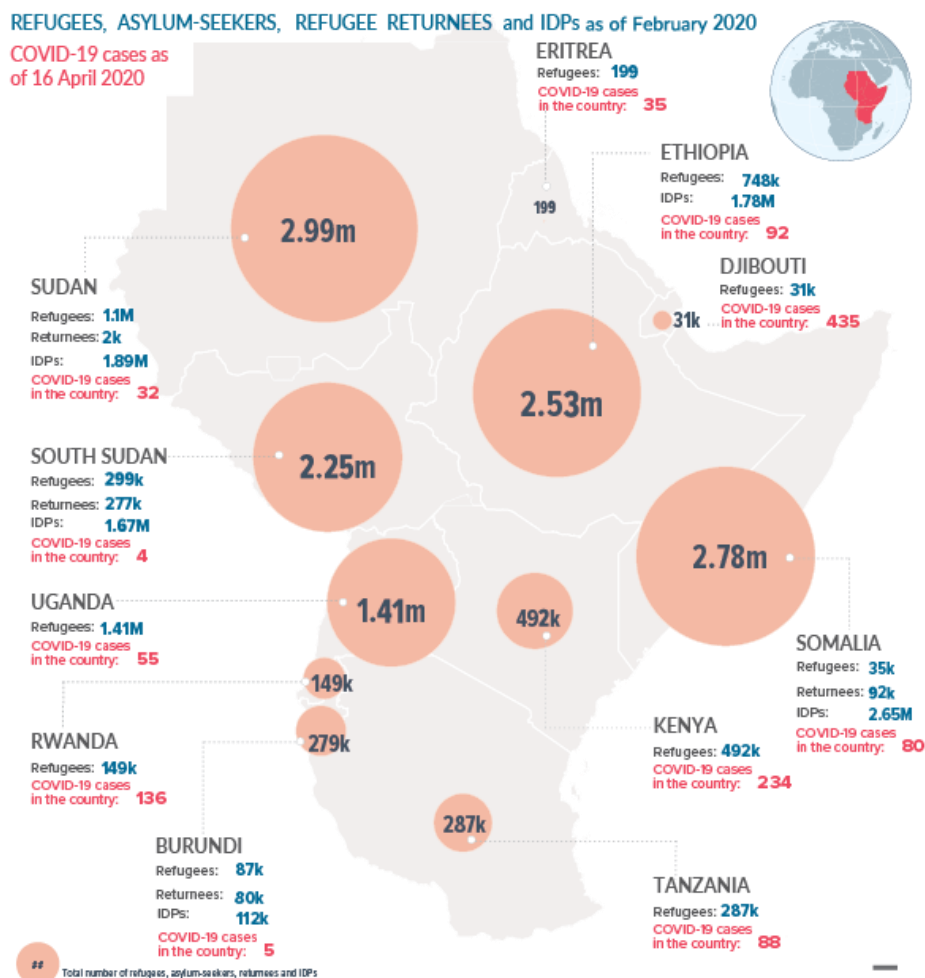 REFUGEES, ASYLUM-SEEKERS, REFUGEE RETURNEES and IDPs as of February 2020
COVID-19 cases as
of 16 April 2020
ERITREA
Refugees: 199
COVID-19 cases
in the country: 35
199
ETHIOPIA
Refugees: 748k
IDPs: 1.78M
COVID-19 cases
in the country: 92
2.53m
DJIBOUTI
Refugees: 31k
COVID-19 cases
in the country: 435
31k
2.99m
SUDAN
Refugees: 1.1M
Returnees: 2k
IDPs: 1.89M
COVID-19 cases
in the country: 32
SOUTH SUDAN
Refugees: 299k
Returnees: 277k
IDPs: 1.67M
COVID-19 cases
in the country: 4
2.25m
UGANDA
Refugees: 1.41M
COVID-19 cases
in the country: 55
1.41m
492k
2.78m
SOMALIA
Refugees: 35k
Returnees: 92k
IDPs: 2.65M
COVID-19 cases
in the country: 80
149k
RWANDA
Refugees: 149k
COVID-19 cases
in the country: 136
279k
KENYA
Refugees: 492k
COVID-19 cases
in the country: 234
BURUNDI
Refugees: 87k
Returnees: 80k
IDPs: 112k
COVID-19 cases
in the country: 5
287k
TANZANIA
Refugees: 287k
COVID-19 cases
in the country: 88
## Total number of refugees, asylum-seekers, returnees and IDPs